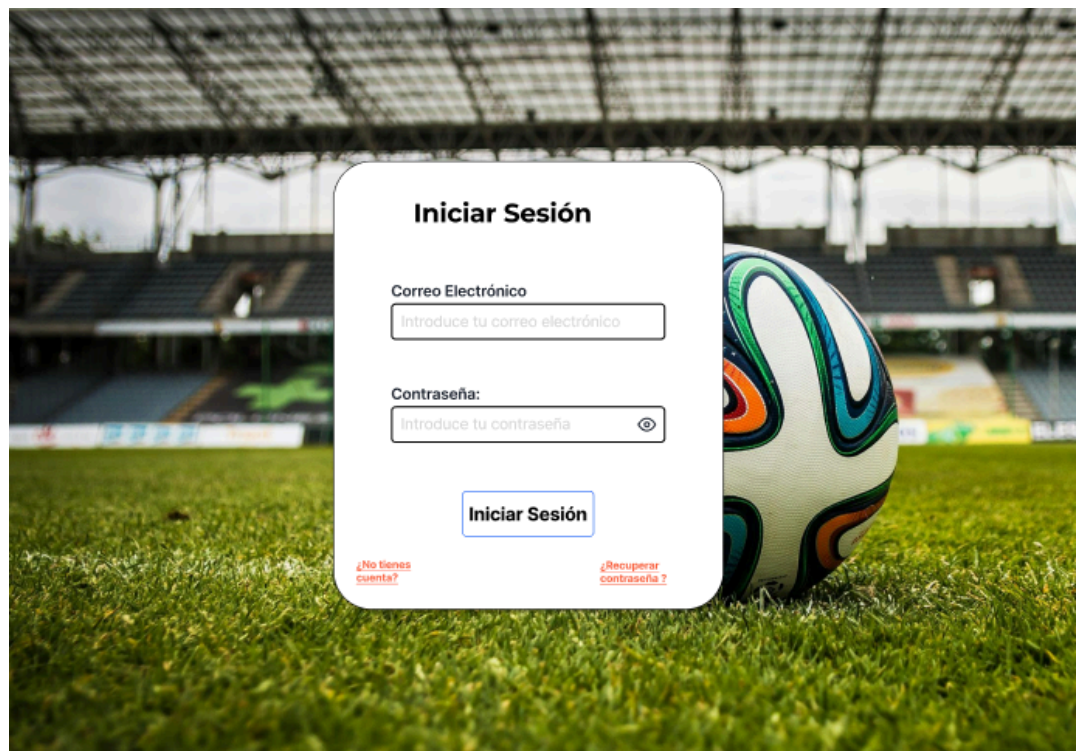 Iniciar Sesión
Correo Electrónico
Introduce tu correo electrónico
Contraseña:
Introduce tu contraseña
Iniciar Sesión
¿No tienes
cuenta?
¿Recuperar
contraseña ?